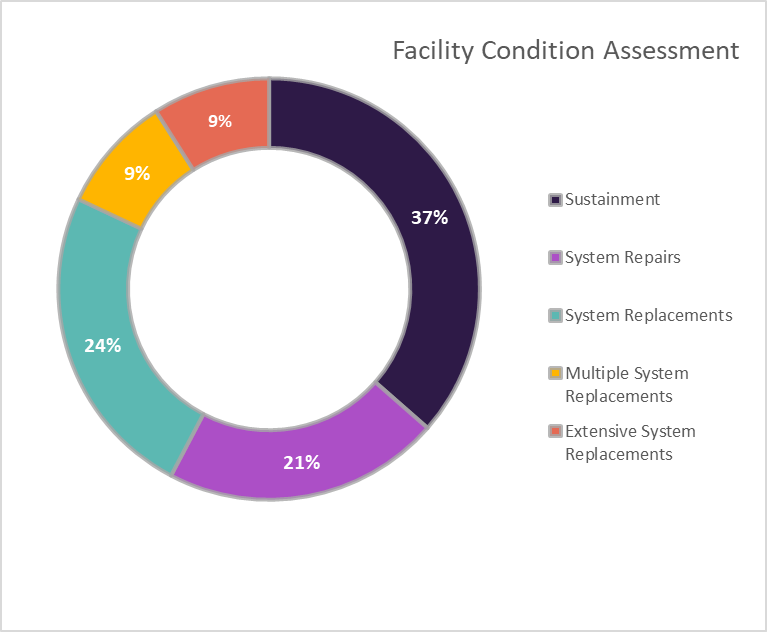 Facility Condition Assessment
9%
9%
37%
24%
21%
Sustainment
System Repairs
System Replacements
Multiple System
Replacements
Extensive System
Replacements